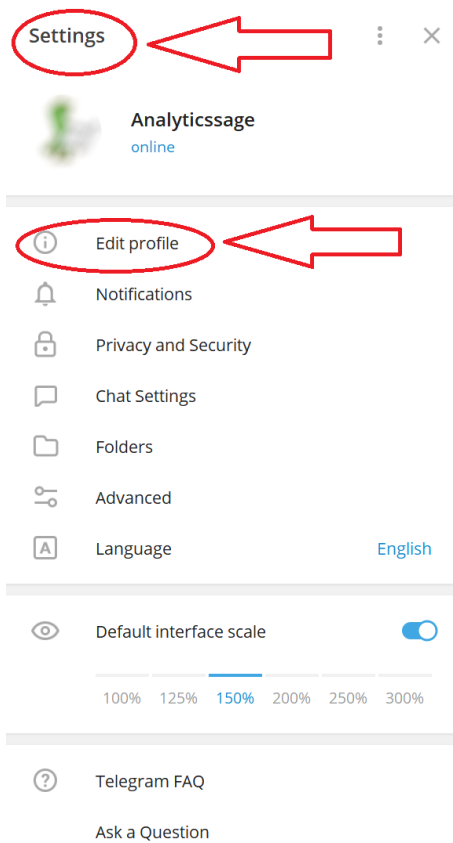 Settings
Analyticssage
online
Edit profile
Notifications
Privacy and Security
Chat Settings
Folders
Advanced
Language English
Default interface scale
100% 125% 150% 200% 250% 300%
Telegram FAQ
Ask a Question